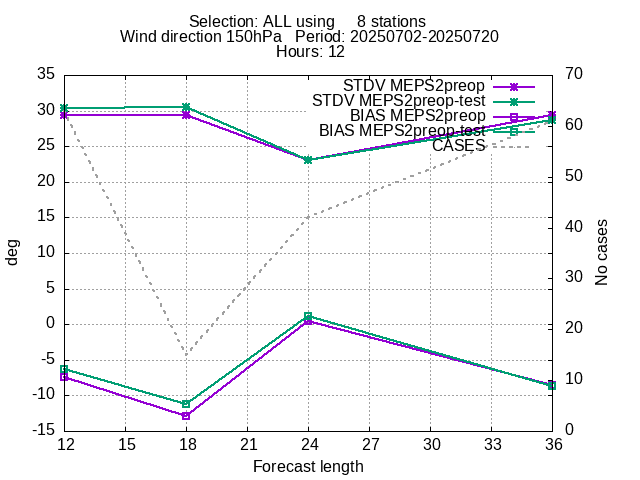 Selection: ALL using     8 stations
Wind direction 150hPa   Period: 20250702-20250720
Hours: 12
35
30
25
20
15
10
5
0
-5
-10
-15
70
60
50
40
30
20
10
0
STDV MEPS2preop
STDV MEPS2preop-test
BIAS MEPS2preop
BIAS MEPS2preop-test
CASES
deg
No cases
12 15 18 21 24 27 30 33 36
Forecast length